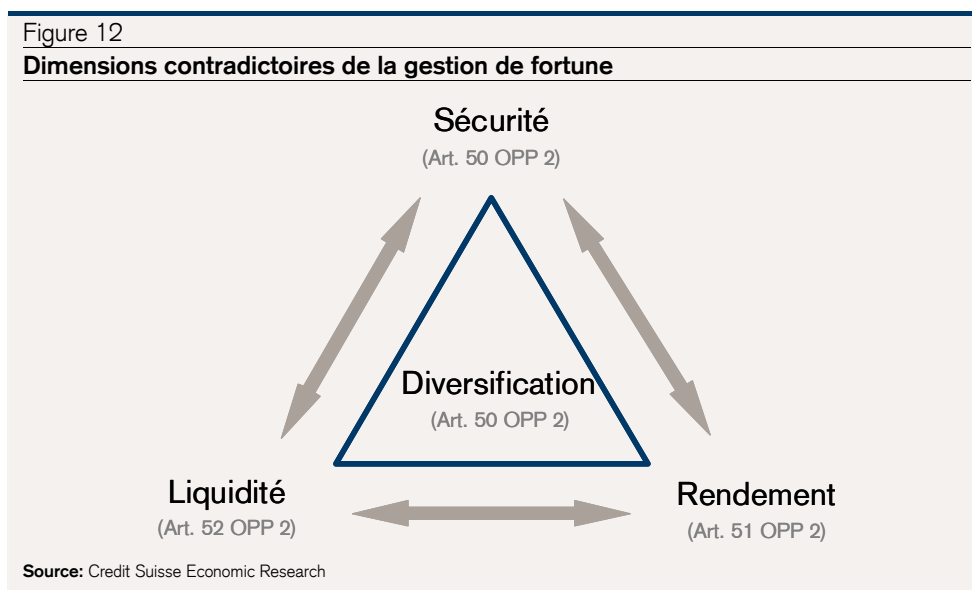 Figure 12
Dimensions contradictoires de la gestion de fortune
Sécurité
(Art. 50 OPP 2)
Diversification
(Art. 50 OPP 2)
Liquidité
(Art. 52 OPP 2)
Rendement
(Art. 51 OPP 2)
Source: Credit Suisse Economic Research